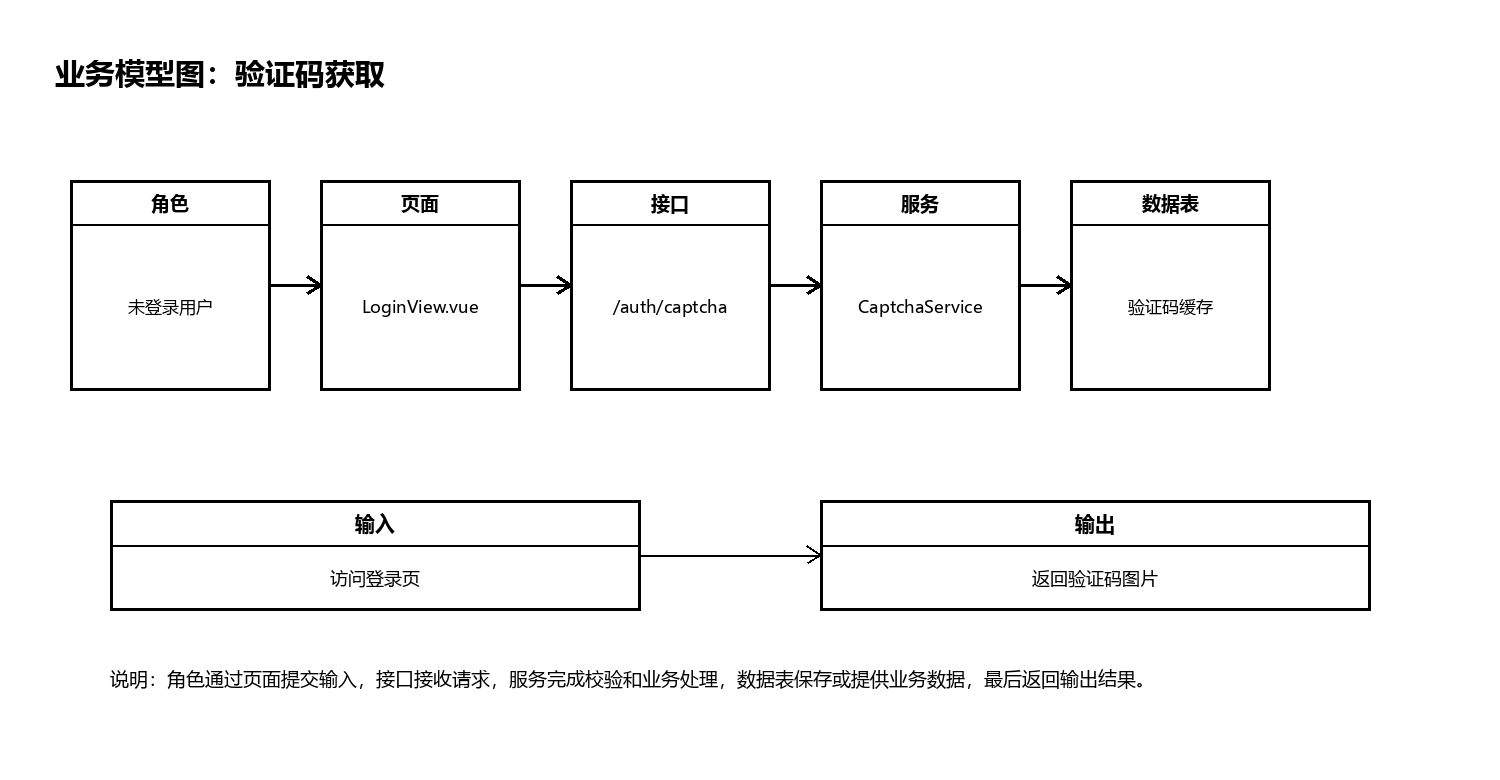 业务模型图：验证码获取
角色
页面
接口
服务
数据表
未登录用户
LoginView.vue
/auth/captcha
CaptchaService
验证码缓存
输入
输出
访问登录页
返回验证码图片
说明：角色通过页面提交输入，接口接收请求，服务完成校验和业务处理，数据表保存或提供业务数据，最后返回输出结果。